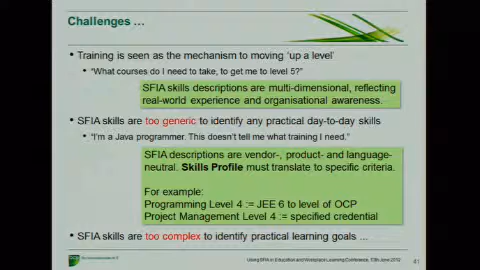 Challenges ...
• Training is seen as the mechanism to moving 'up a level'
• "What courses do I need to take, to get me to level 5?"
SFIA skills descriptions are multi-dimensional, reflecting
real-world experience and organisational awareness.
• SFIA skills are too generic to identify any practical day-to-day skills
• "I'm a Java programmer. This doesn't tell me what training I need."
SFIA descriptions are vendor-, product- and language-
neutral. Skills Profile must translate to specific criteria.
For example:
Programming Level 4 := JEE 6 to level of OCP
Project Management Level 4 := specified credential
• SFIA skills are too complex to identify practical learning goals ...
Using SFIA in Education and Workplace Learning Conference, 13th June 2012